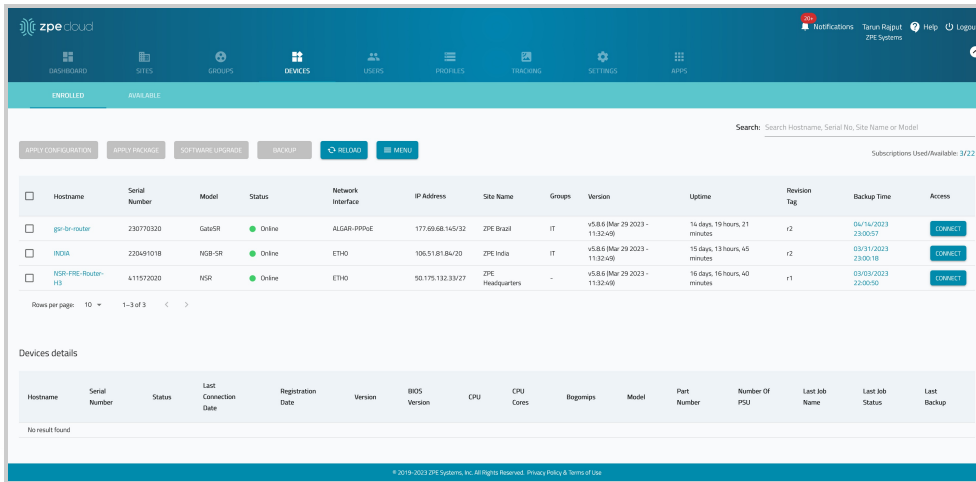 zpe cloud
20+
Notifications
Tarun Rajput
ZPE Systems
Help
Logou
DASHBOARD SITES GROUPS DEVICES USERS PROFILES TRACKING SETTINGS APPS
ENROLLED AVAILABLE
Search: Search Hostname, Serial No, Site Name or Model
APPLY CONFIGURATION APPLY PACKAGE SOFTWARE UPGRADE BACKUP RELOAD MENU
Subscriptions Used/Available: 3/22
Hostname Serial Number Model Status Network Interface IP Address Site Name Groups Version Uptime Revision Tag Backup Time Access
gsr-br-router 230770320 GateSR Online ALGAR-PPPoE 177.69.68.145/32 ZPE Brazil IT v5.8.6 (Mar 29 2023 - 11:32:49) 14 days, 19 hours, 21 minutes r2 04/14/2023 23:00:57 CONNECT
INDIA 220491018 NGB-SR Online ETH0 106.51.81.84/20 ZPE India IT v5.8.6 (Mar 29 2023 - 11:32:49) 15 days, 13 hours, 45 minutes r2 03/31/2023 23:00:18 CONNECT
NSR-FRE-Router-H3 411572020 NSR Online ETH0 50.175.132.33/27 ZPE Headquarters - v5.8.6 (Mar 29 2023 - 11:32:49) 16 days, 16 hours, 40 minutes r1 03/03/2023 22:00:50 CONNECT
Rows per page: 10 1–3 of 3
Devices details
Hostname Serial Number Status Last Connection Date Registration Date Version BIOS Version CPU CPU Cores Bogomips Model Part Number Number Of PSU Last Job Name Last Job Status Last Backup
No result found
© 2019-2023 ZPE Systems, Inc. All Rights Reserved. Privacy Policy & Terms of Use